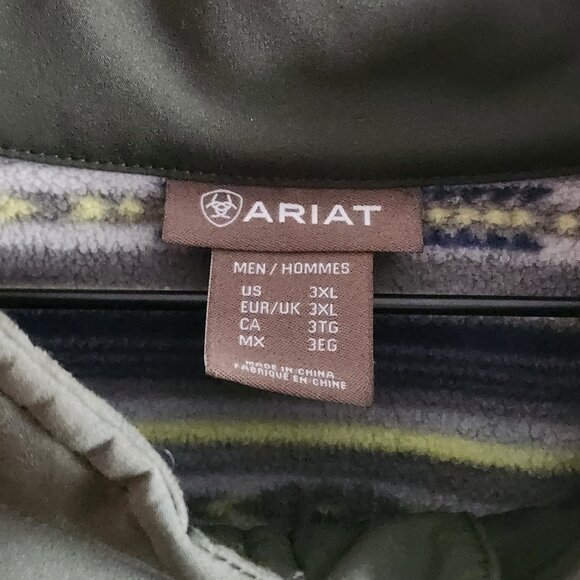 ARIAT
MEN / HOMMES
US 3XL
EUR/UK 3XL
CA 3TG
MX 3EG
MADE IN CHINA
FABRIQUÉ EN CHINE